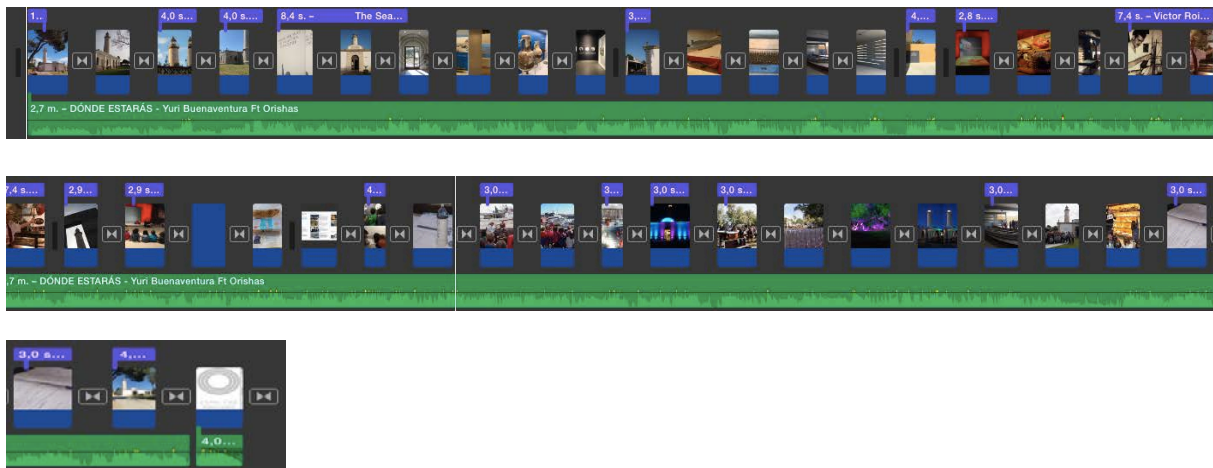 1...
4,0 s...
4,0 s....
8,4 s. – The Sea...
3,...
4,...
2,8 s....
7,4 s. – Victor Roi...
2,7 m. – DÓNDE ESTARÁS - Yuri Buenaventura Ft Orishas
7,4 s....
2,9...
2,9 s...
4...
3,0...
3...
3,0 s...
3,0 s...
3,0...
3,0 s...
,7 m. – DÓNDE ESTARÁS - Yuri Buenaventura Ft Orishas
3,0 s...
4,...
4,0...